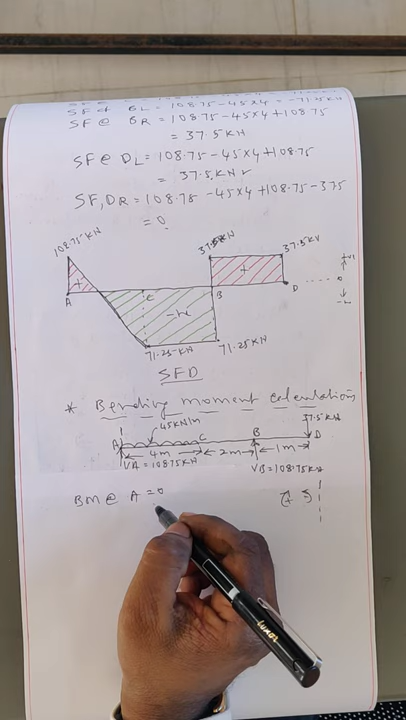 SF @ BL = 108.75 - 45×4 = -71.25 KN
SF @ BR = 108.75 - 45×4 + 108.75
= 37.5 KN
SF @ DL = 108.75 - 45×4 + 108.75
= 37.5 KN
SF, DR = 108.75 - 45×4 + 108.75 - 37.5
= 0
108.75 KN
37.5 KN
37.5 KN
+
+
A
C
B
D
0
+ve
-ve
-ve
71.25 KN
71.25 KN
SFD
* Bending moment calculations
45 KN/m
37.5 KN
A
C
B
D
4m
2m
1m
VA = 108.75 KN
VB = 108.75 KN
BM @ A = 0
(+)
LUXOR